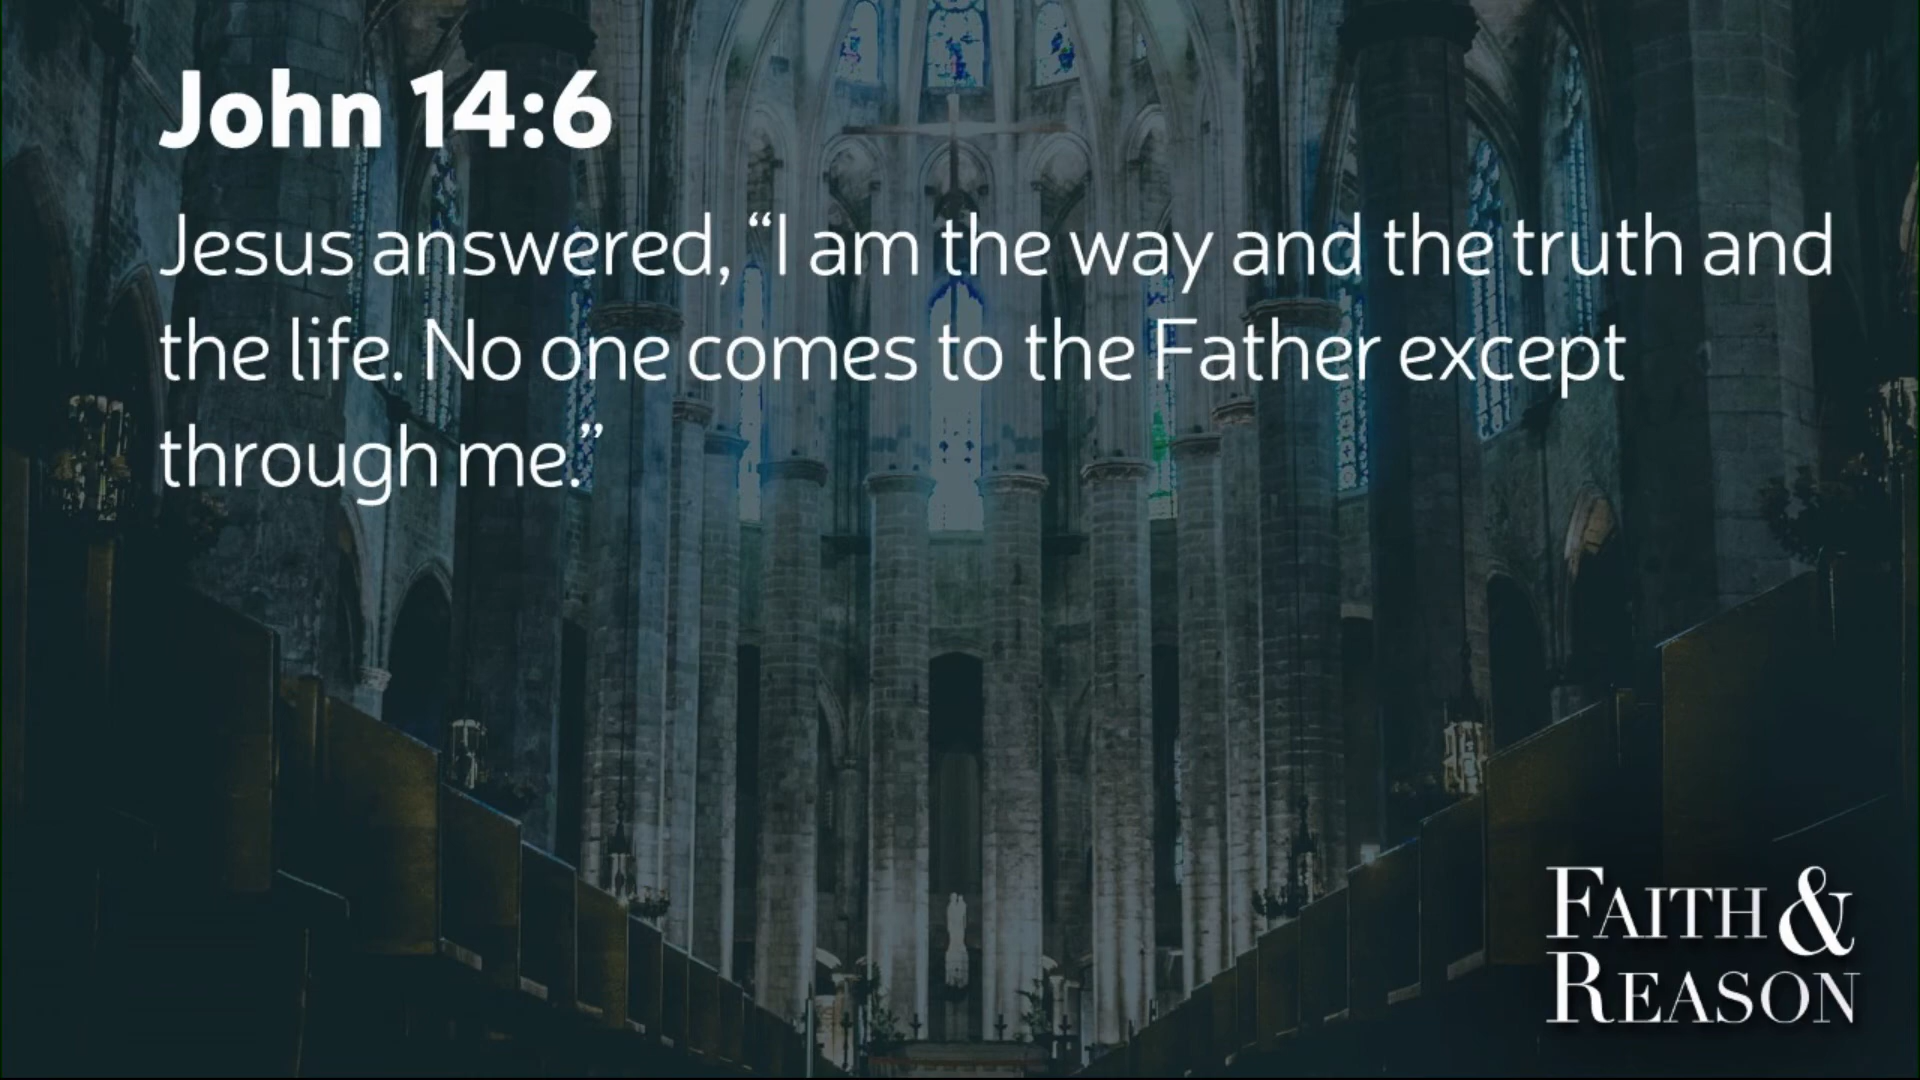 John 14:6
Jesus answered, “I am the way and the truth and
the life. No one comes to the Father except
through me.”
FAITH &
REASON